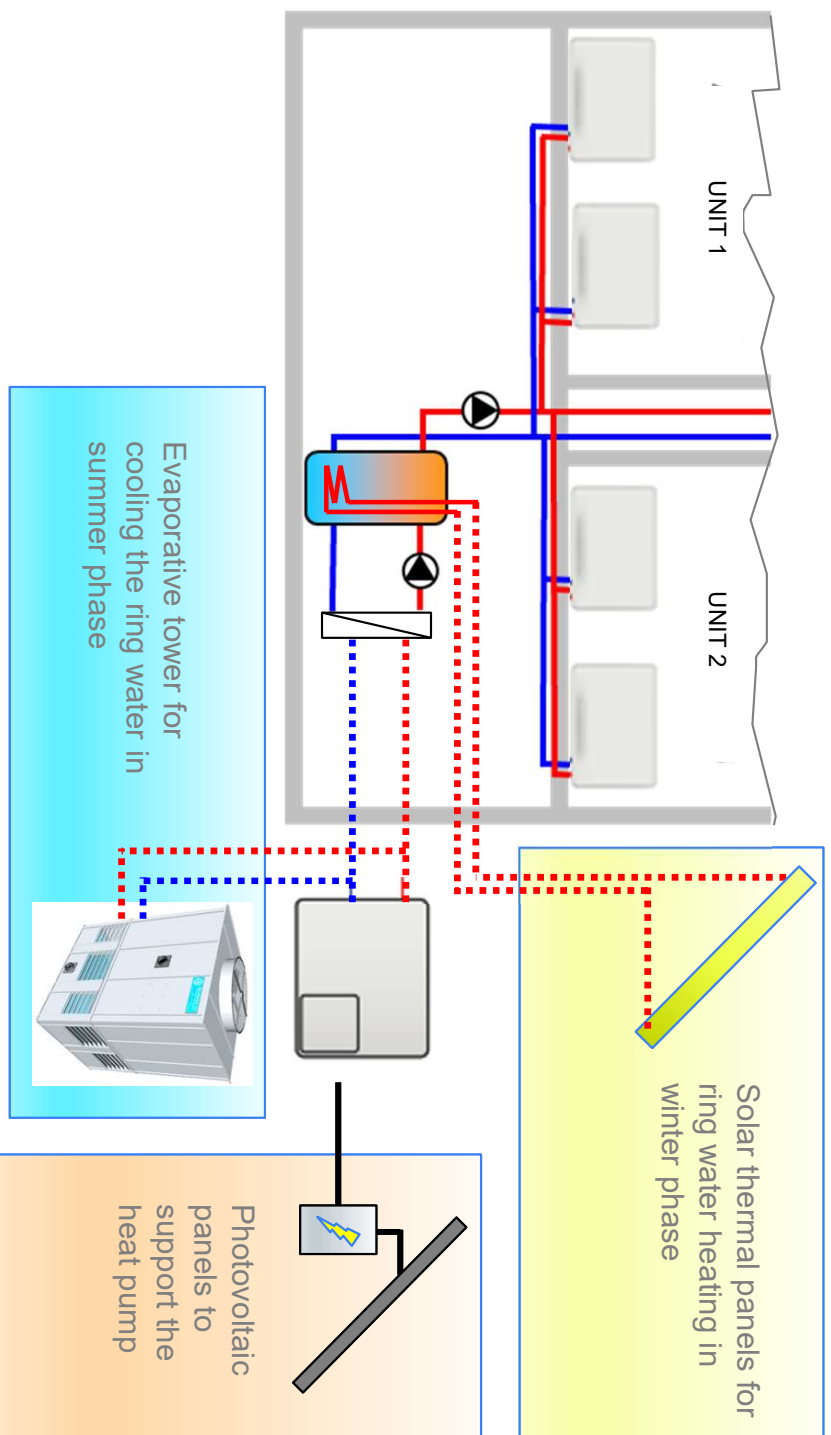 UNIT 1
UNIT 2
Solar thermal panels for
ring water heating in
winter phase
Evaporative tower for
cooling the ring water in
summer phase
Photovoltaic
panels to
support the
heat pump